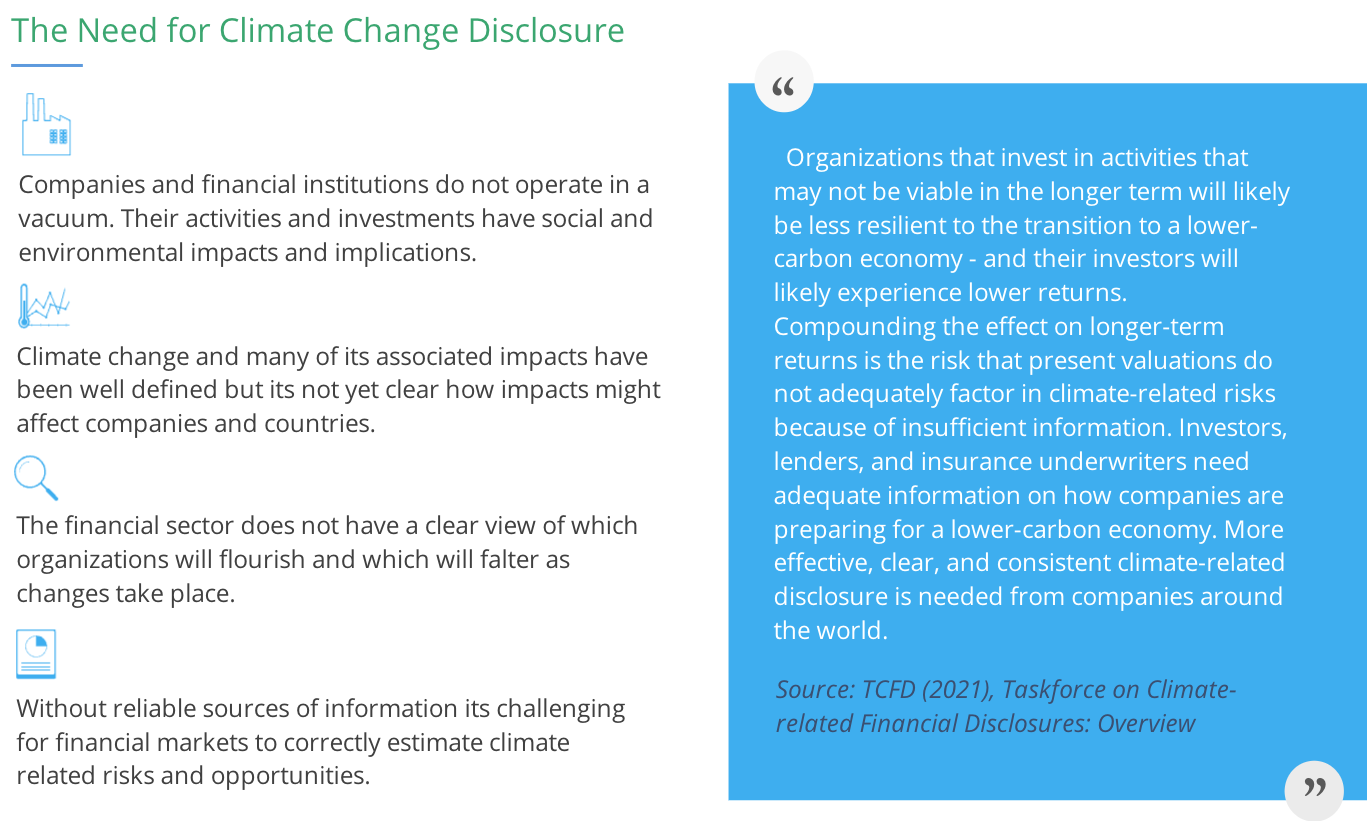 The Need for Climate Change Disclosure
Companies and financial institutions do not operate in a
vacuum. Their activities and investments have social and
environmental impacts and implications.
Climate change and many of its associated impacts have
been well defined but its not yet clear how impacts might
affect companies and countries.
The financial sector does not have a clear view of which
organizations will flourish and which will falter as
changes take place.
Without reliable sources of information its challenging
for financial markets to correctly estimate climate
related risks and opportunities.
“
Organizations that invest in activities that
may not be viable in the longer term will likely
be less resilient to the transition to a lower-
carbon economy - and their investors will
likely experience lower returns.
Compounding the effect on longer-term
returns is the risk that present valuations do
not adequately factor in climate-related risks
because of insufficient information. Investors,
lenders, and insurance underwriters need
adequate information on how companies are
preparing for a lower-carbon economy. More
effective, clear, and consistent climate-related
disclosure is needed from companies around
the world.
Source: TCFD (2021), Taskforce on Climate-
related Financial Disclosures: Overview
”